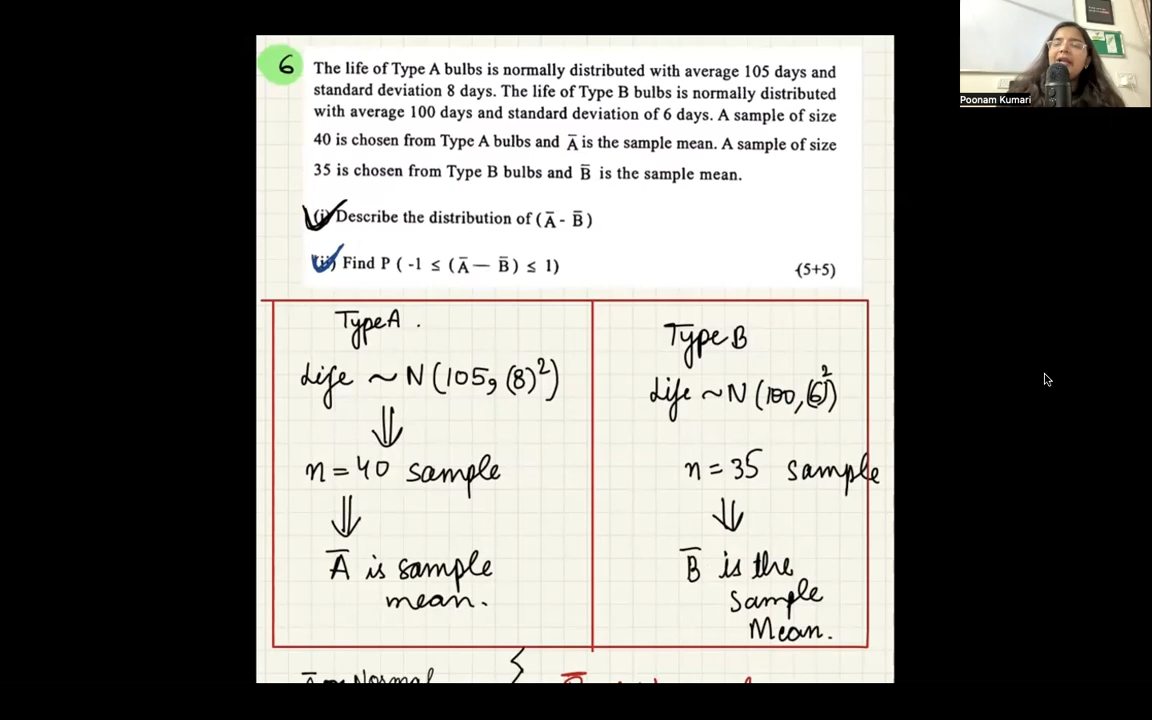 6
The life of Type A bulbs is normally distributed with average 105 days and
standard deviation 8 days. The life of Type B bulbs is normally distributed
with average 100 days and standard deviation of 6 days. A sample of size
40 is chosen from Type A bulbs and A̅ is the sample mean. A sample of size
35 is chosen from Type B bulbs and B̅ is the sample mean.
(i) Describe the distribution of (A̅ - B̅)
(ii) Find P ( -1 ≤ (A̅ — B̅) ≤ 1)
(5+5)
Type A .
Life ~ N(105, (8)²)
⇓
n = 40 sample
⇓
A̅ is sample
mean.
Type B
Life ~ N (100, (6)²)
n = 35 sample
⇓
B̅ is the
Sample
Mean.
Normal
Poonam Kumari